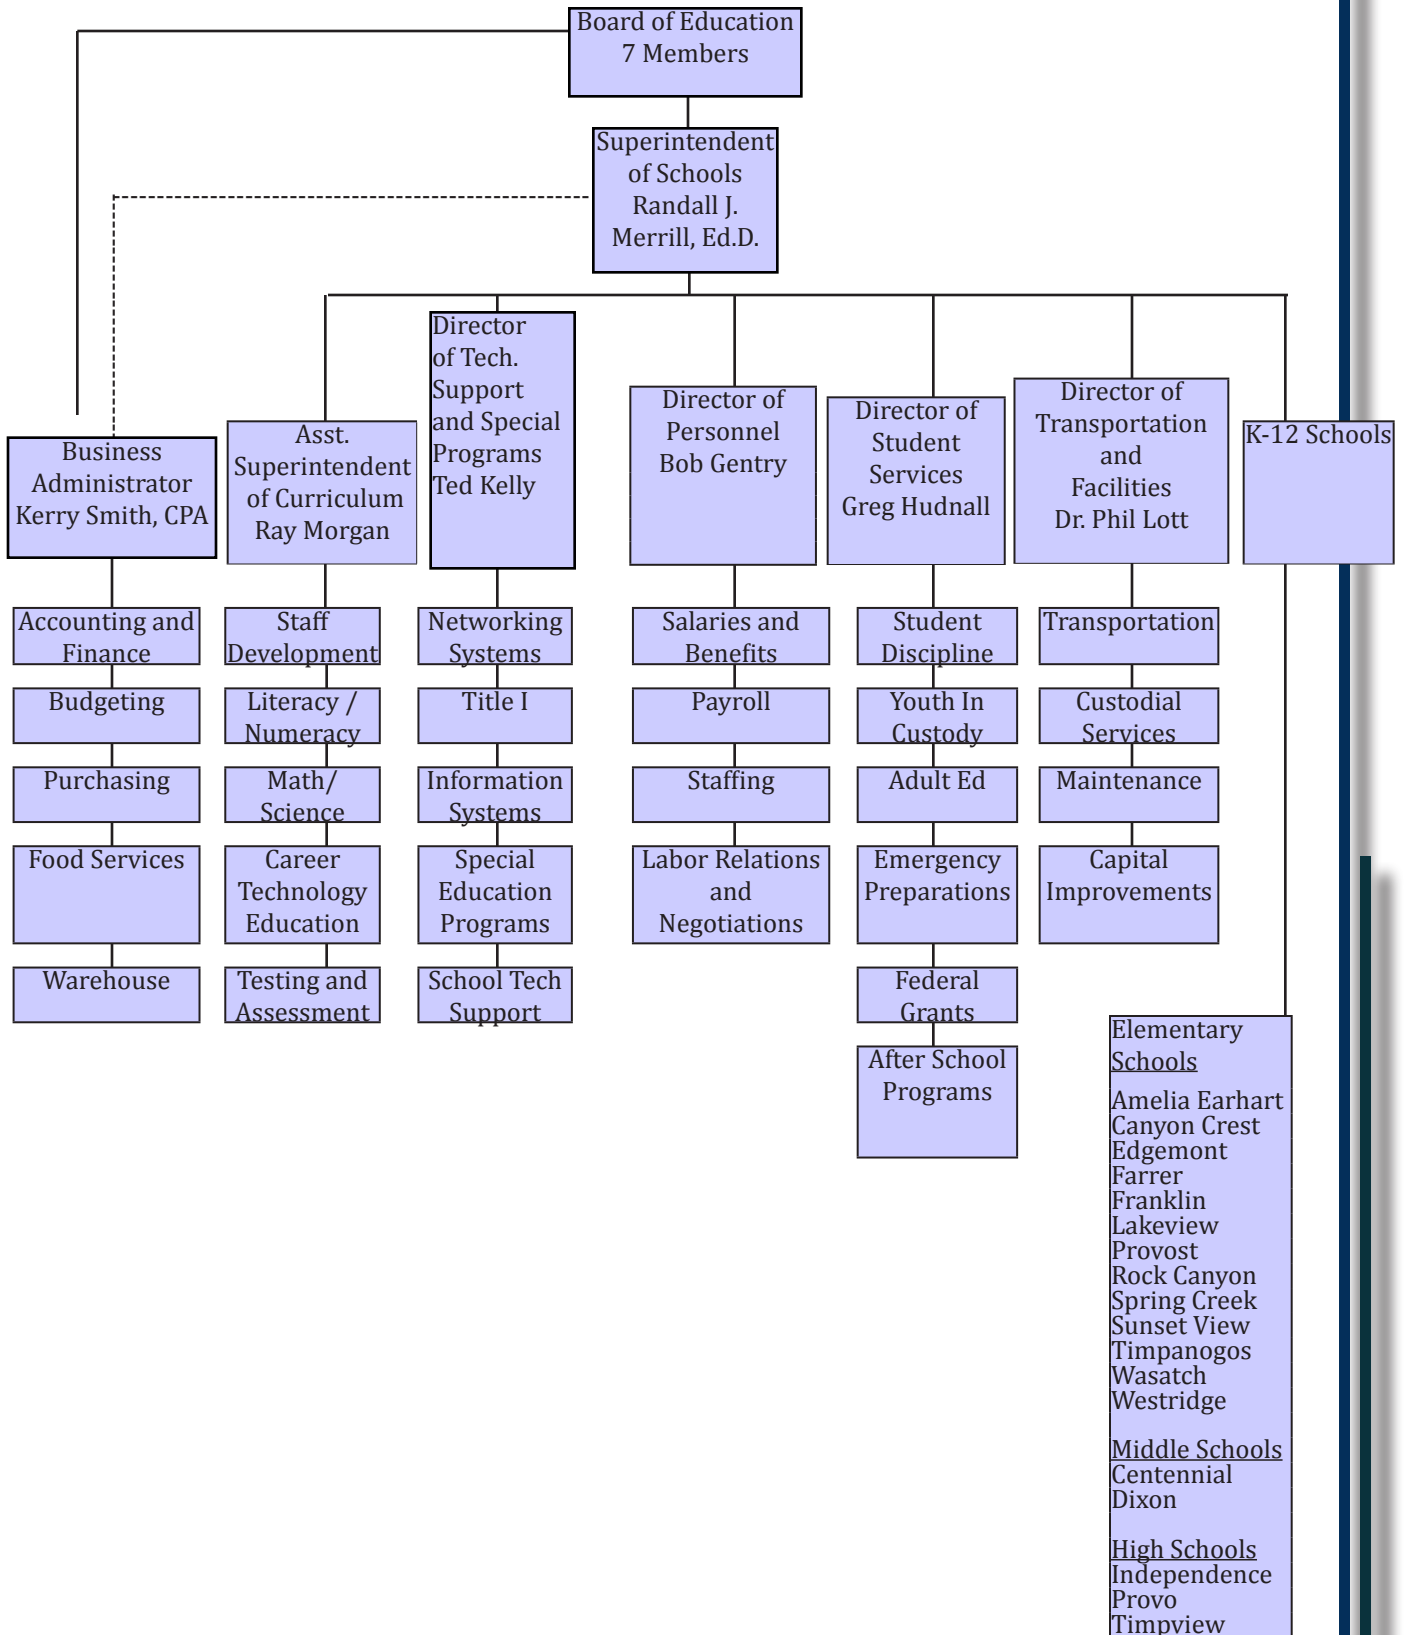 Board of Education
7 Members
Superintendent
of Schools
Randall J.
Merrill, Ed.D.
Business
Administrator
Kerry Smith, CPA
Asst.
Superintendent
of Curriculum
Ray Morgan
Director
of Tech.
Support
and Special
Programs
Ted Kelly
Director of
Personnel
Bob Gentry
Director of
Student
Services
Greg Hudnall
Director of
Transportation
and
Facilities
Dr. Phil Lott
K-12 Schools
Accounting and
Finance
Budgeting
Purchasing
Food Services
Warehouse
Staff
Development
Literacy /
Numeracy
Math/
Science
Career
Technology
Education
Testing and
Assessment
Networking
Systems
Title I
Information
Systems
Special
Education
Programs
School Tech
Support
Salaries and
Benefits
Payroll
Staffing
Labor Relations
and
Negotiations
Student
Discipline
Youth In
Custody
Adult Ed
Emergency
Preparations
Federal
Grants
After School
Programs
Transportation
Custodial
Services
Maintenance
Capital
Improvements
Elementary
Schools
Amelia Earhart
Canyon Crest
Edgemont
Farrer
Franklin
Lakeview
Provost
Rock Canyon
Spring Creek
Sunset View
Timpanogos
Wasatch
Westridge
Middle Schools
Centennial
Dixon
High Schools
Independence
Provo
Timpview